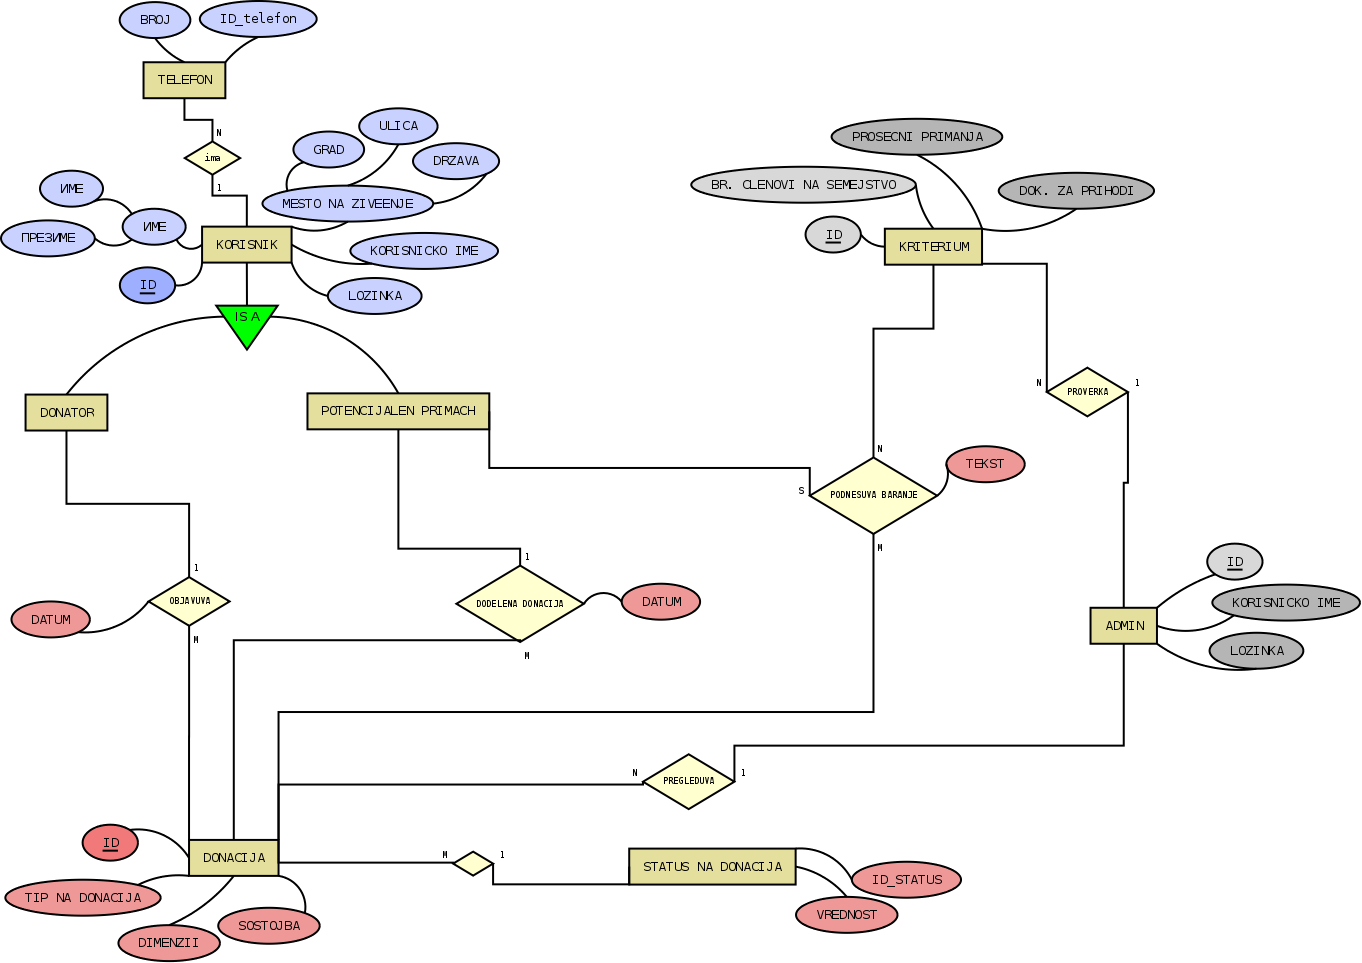 BROJ
ID_telefon
TELEFON
N
ima
1
ULICA
GRAD
DRZAVA
ИМЕ
MESTO NA ZIVEENJE
ПРЕЗИМЕ
ИМЕ
KORISNIK
KORISNICKO IME
ID
LOZINKA
IS A
PROSECNI PRIMANJA
BR. CLENOVI NA SEMEJSTVO
DOK. ZA PRIHODI
ID
KRITERIUM
N
PROVERKA
1
DONATOR
POTENCIJALEN PRIMACH
N
TEKST
S
PODNESUVA BARANJE
M
1
1
ID
OBJAVUVA
DODELENA DONACIJA
DATUM
KORISNICKO IME
DATUM
ADMIN
M
M
LOZINKA
N
PREGLEDUVA
1
ID
DONACIJA
M
1
STATUS NA DONACIJA
ID_STATUS
TIP NA DONACIJA
VREDNOST
SOSTOJBA
DIMENZII